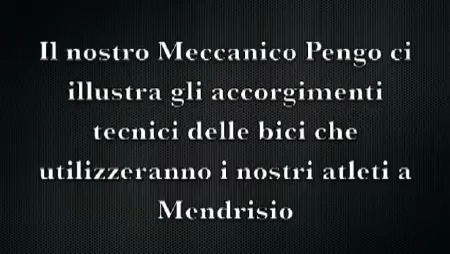 Il nostro Meccanico Pengo ci
illustra gli accorgimenti
tecnici delle bici che
utilizzeranno i nostri atleti a
Mendrisio